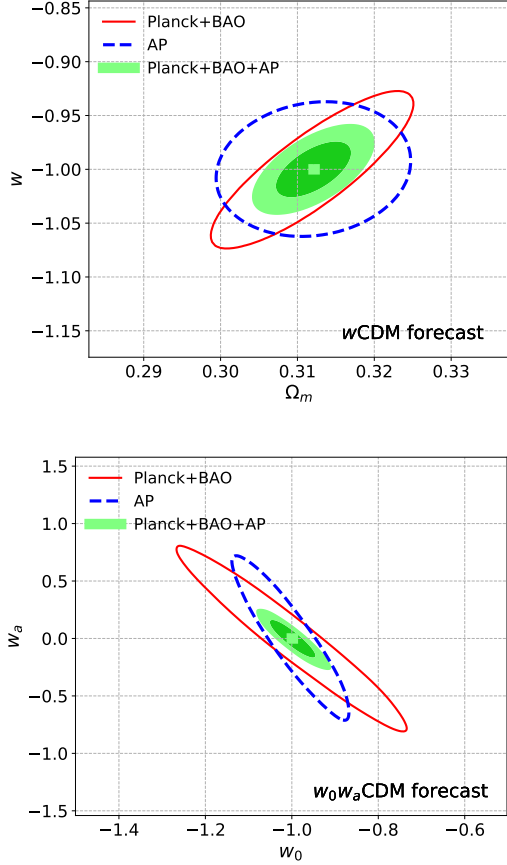 −0.85
−0.90
−0.95
−1.00
−1.05
−1.10
−1.15
w
Planck+BAO
AP
Planck+BAO+AP
wCDM forecast
0.29 0.30 0.31 0.32 0.33
Ωm
1.5
1.0
0.5
0.0
−0.5
−1.0
−1.5
wa
Planck+BAO
AP
Planck+BAO+AP
w0waCDM forecast
−1.4 −1.2 −1.0 −0.8 −0.6
w0